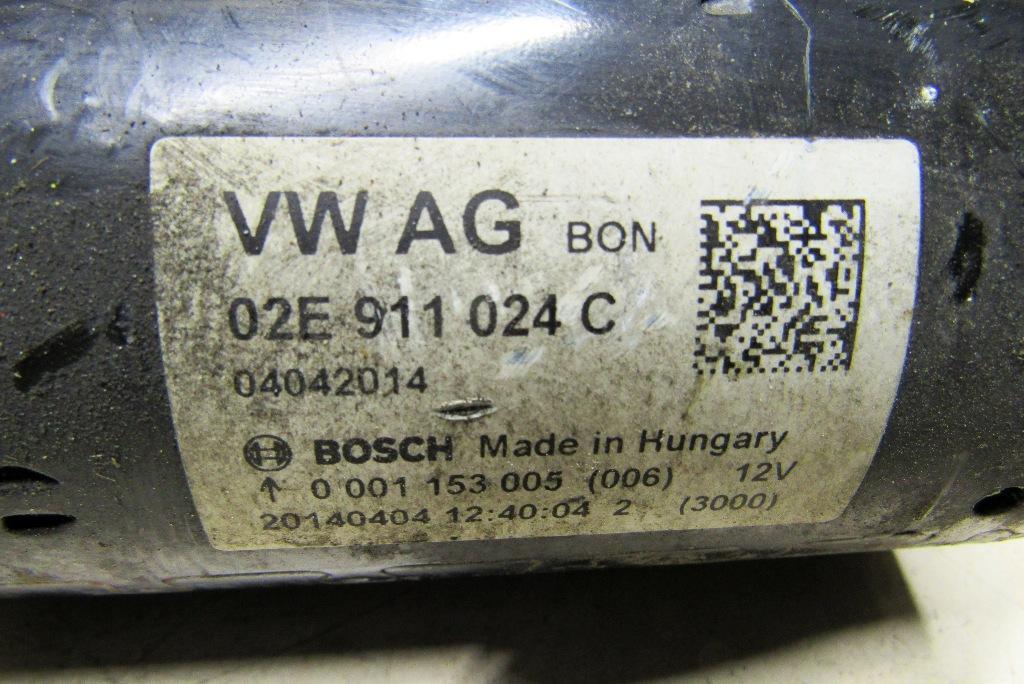 VW AG BON
02E 911 024 C
04042014
BOSCH Made in Hungary
↑ 0 001 153 005 (006) 12V
20140404 12:40:04 2 (3000)